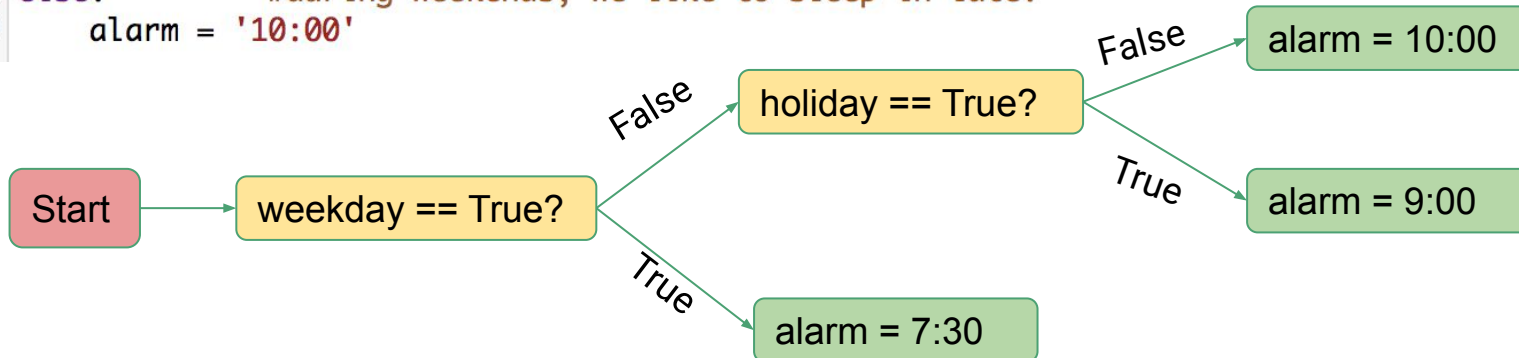 alarm = '10:00'
False
alarm = 10:00
False
holiday == True?
True
Start
weekday == True?
alarm = 9:00
True
alarm = 7:30